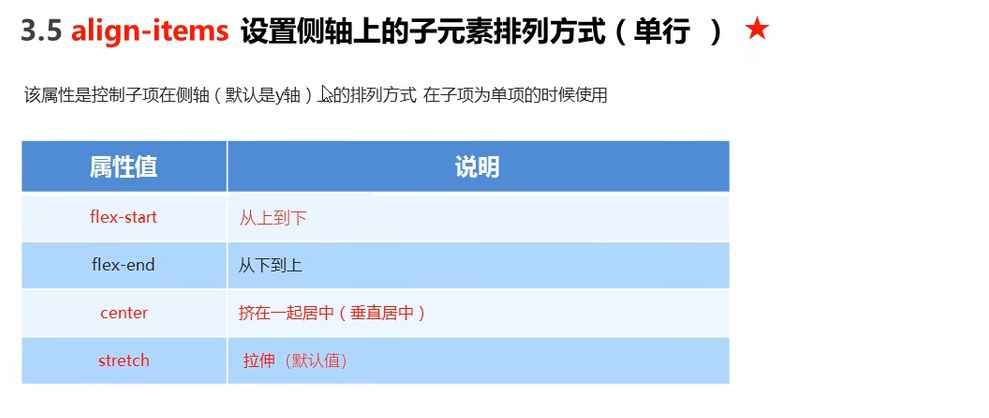 3.5 align-items 设置侧轴上的子元素排列方式（单行 ）
该属性是控制子项在侧轴（默认是y轴）上的排列方式 在子项为单项的时候使用
属性值 说明
flex-start 从上到下
flex-end 从下到上
center 挤在一起居中（垂直居中）
stretch 拉伸（默认值）